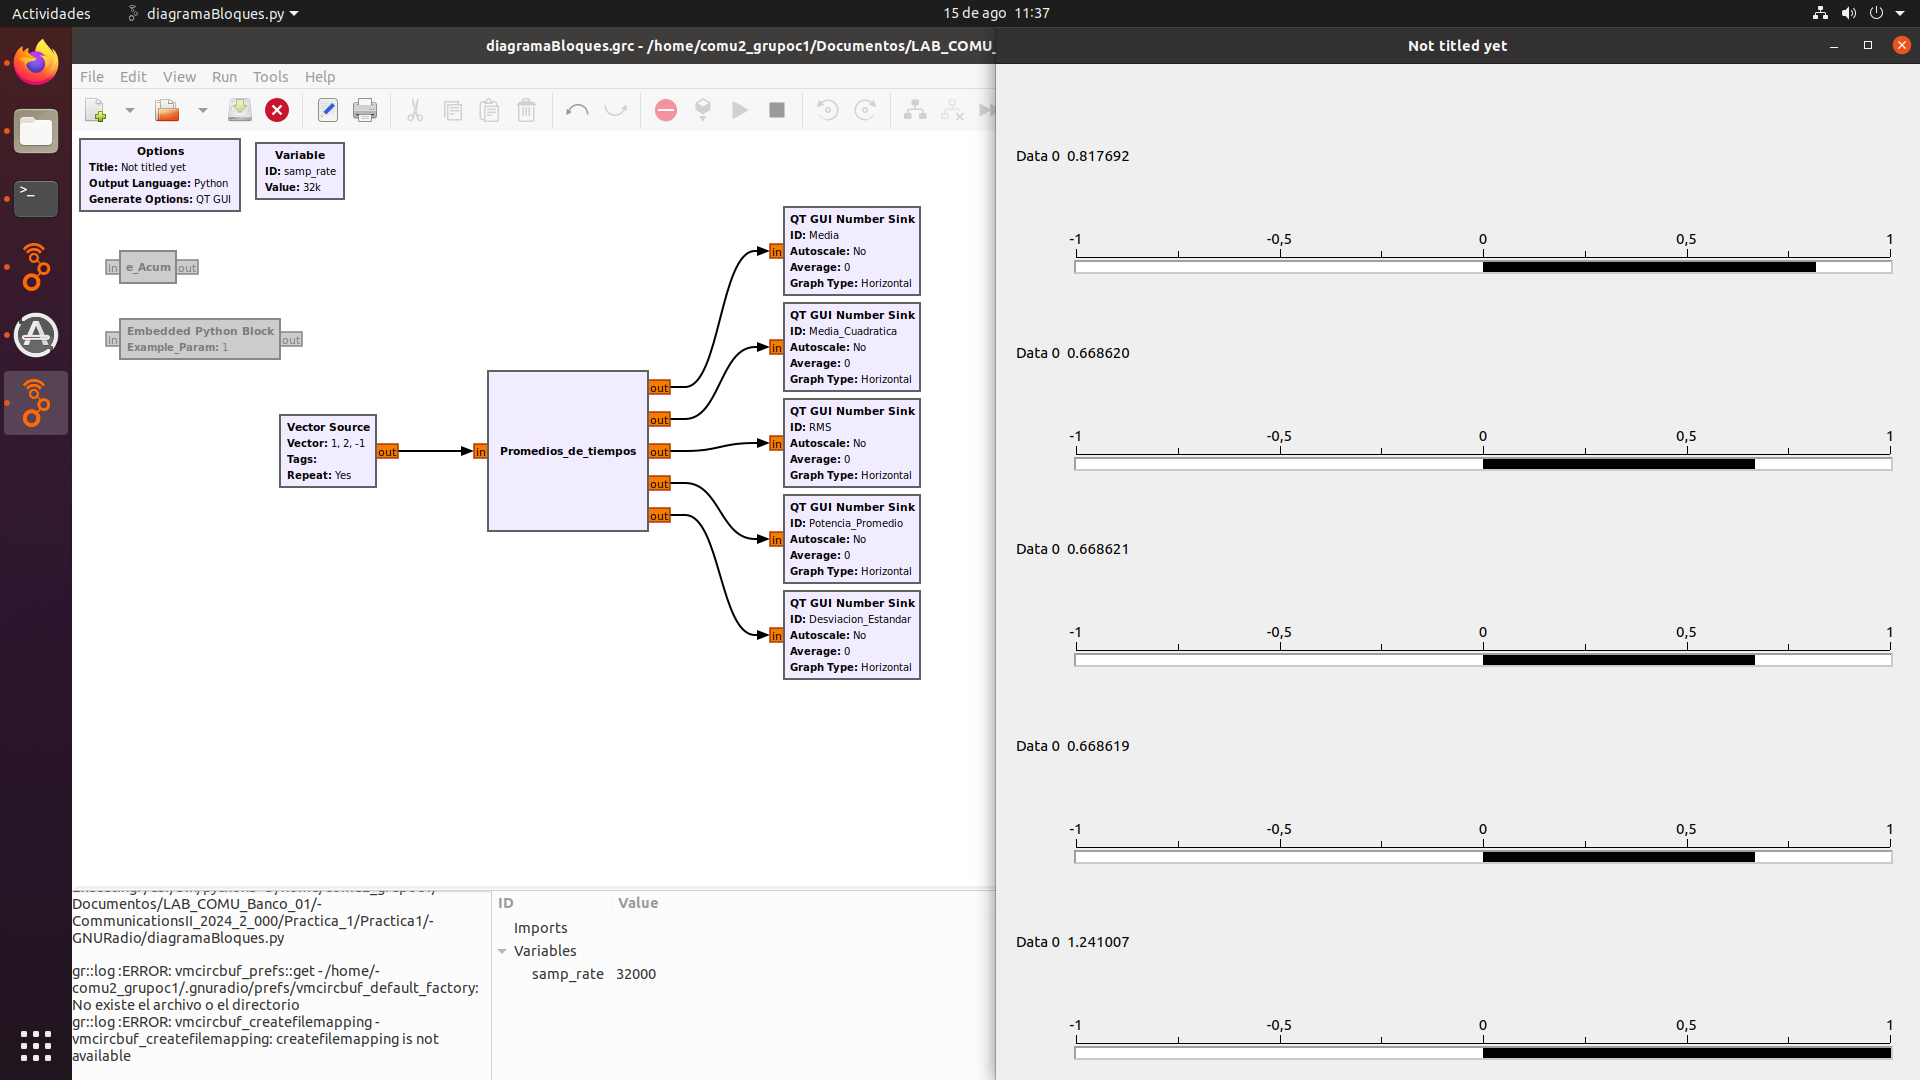 Actividades
diagramaBloques.py
15 de ago 11:37
diagramaBloques.grc - /home/comu2_grupoc1/Documentos/LAB_COMU_
Not titled yet
File Edit View Run Tools Help
Options
Title: Not titled yet
Output Language: Python
Generate Options: QT GUI
Variable
ID: samp_rate
Value: 32k
in e_Acum out
in Embedded Python Block out
Example_Param: 1
Vector Source
Vector: 1, 2, -1
Tags:
Repeat: Yes
out
in Promedios_de_tiempos
out
out
out
out
out
QT GUI Number Sink
ID: Media
in Autoscale: No
Average: 0
Graph Type: Horizontal
QT GUI Number Sink
ID: Media_Cuadratica
in Autoscale: No
Average: 0
Graph Type: Horizontal
QT GUI Number Sink
ID: RMS
in Autoscale: No
Average: 0
Graph Type: Horizontal
QT GUI Number Sink
ID: Potencia_Promedio
in Autoscale: No
Average: 0
Graph Type: Horizontal
QT GUI Number Sink
ID: Desviacion_Estandar
in Autoscale: No
Average: 0
Graph Type: Horizontal
Documentos/LAB_COMU_Banco_01/-
CommunicationsII_2024_2_000/Practica_1/Practica1/-
GNURadio/diagramaBloques.py
gr::log :ERROR: vmcircbuf_prefs::get - /home/-
comu2_grupoc1/.gnuradio/prefs/vmcircbuf_default_factory:
No existe el archivo o el directorio
gr::log :ERROR: vmcircbuf_createfilemapping -
vmcircbuf_createfilemapping: createfilemapping is not
available
ID Value
Imports
Variables
samp_rate 32000
Data 0 0.817692
-1 -0,5 0 0,5 1
Data 0 0.668620
-1 -0,5 0 0,5 1
Data 0 0.668621
-1 -0,5 0 0,5 1
Data 0 0.668619
-1 -0,5 0 0,5 1
Data 0 1.241007
-1 -0,5 0 0,5 1